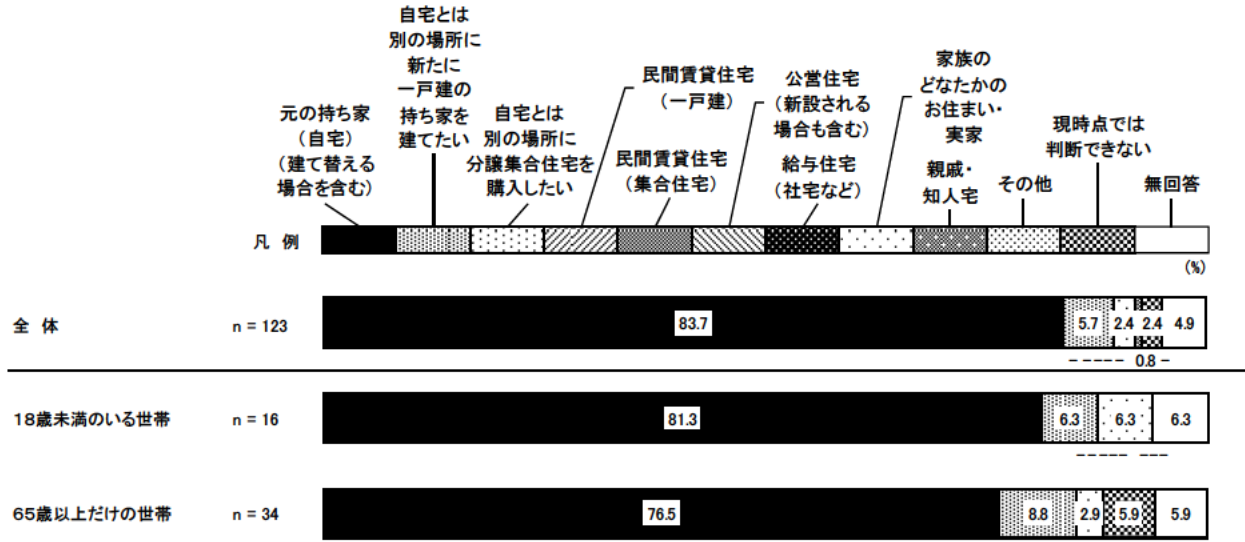 自宅とは
別の場所に
新たに
一戸建の
持ち家を
建てたい
元の持ち家
（自宅）
（建て替える
場合を含む）
自宅とは
別の場所に
分譲集合住宅を
購入したい
民間賃貸住宅
（一戸建）
民間賃貸住宅
（集合住宅）
公営住宅
（新設される
場合も含む）
給与住宅
（社宅など）
家族の
どなたかの
お住まい・
実家
親戚・
知人宅
その他
現時点では
判断できない
無回答
凡 例
(%)
全 体 n = 123 83.7 5.7 2.4 2.4 4.9
0.8
18歳未満のいる世帯 n = 16 81.3 6.3 6.3 6.3
65歳以上だけの世帯 n = 34 76.5 8.8 2.9 5.9 5.9